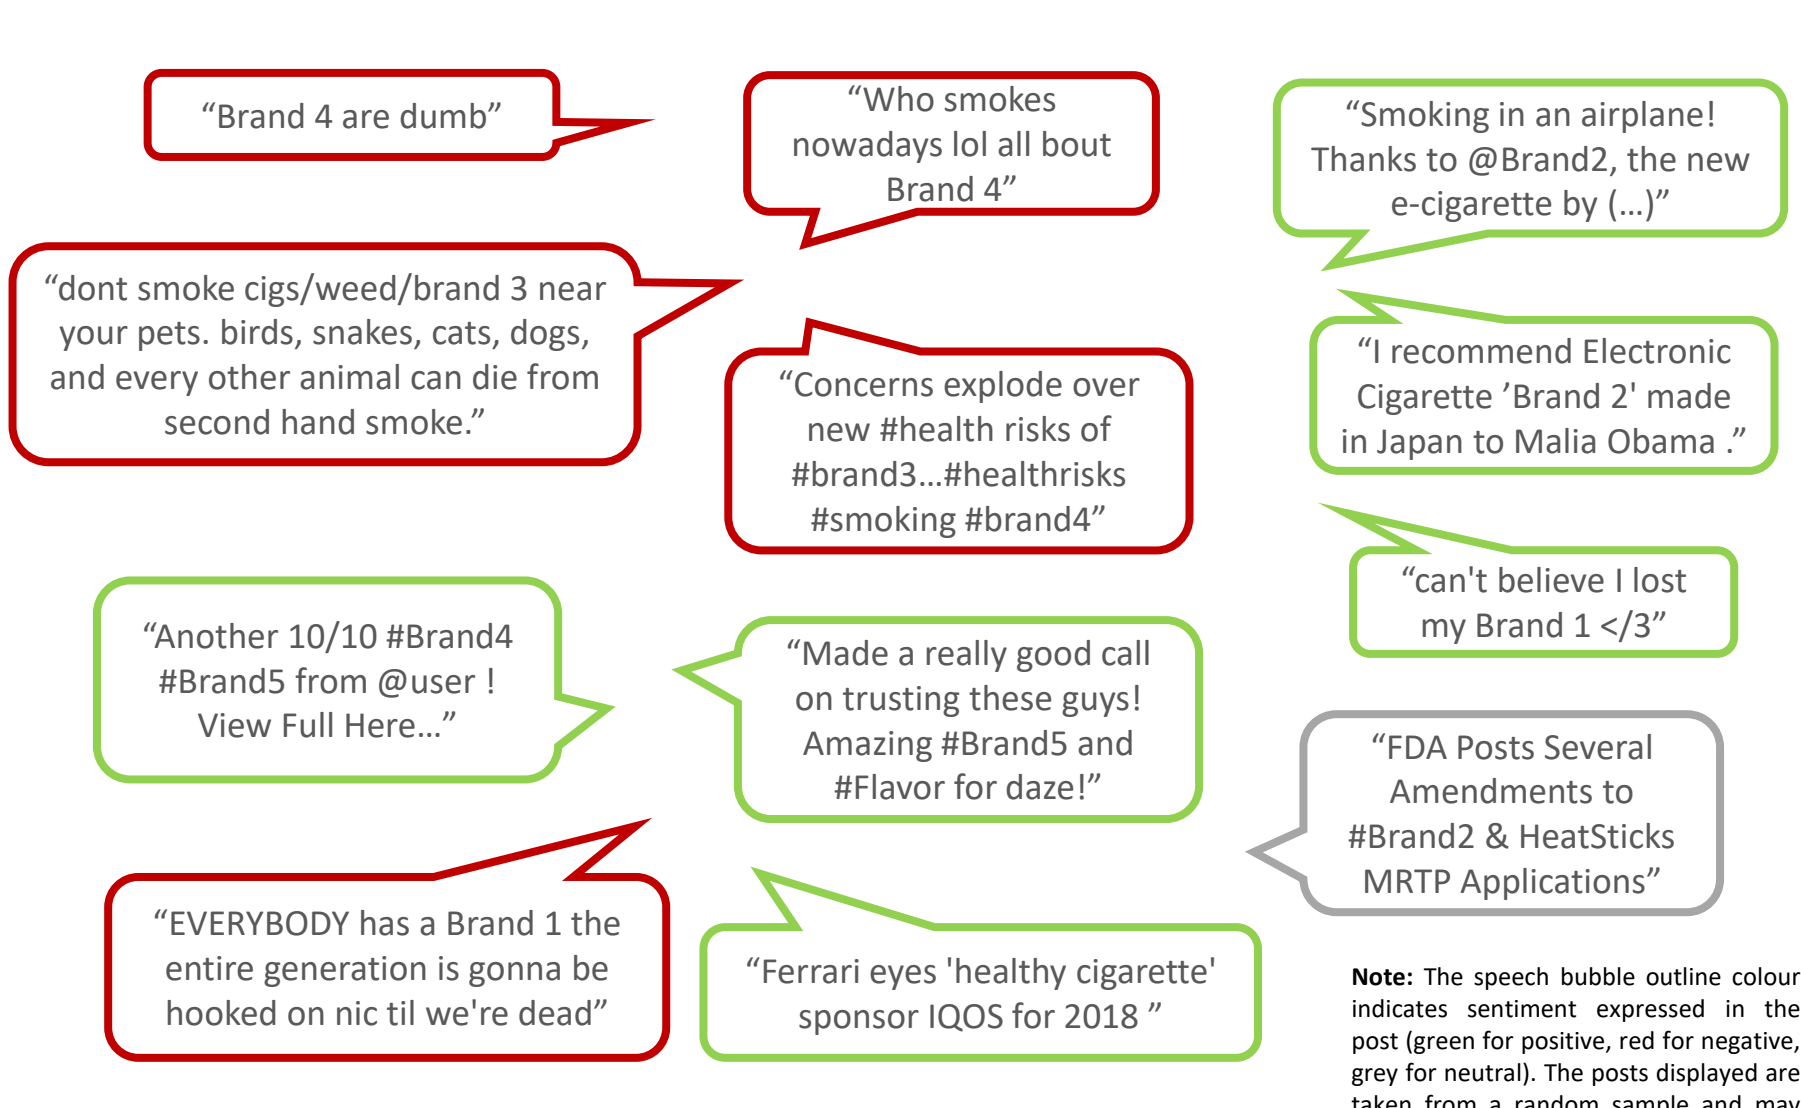 “Brand 4 are dumb”
“Who smokes
nowadays lol all bout
Brand 4”
“Smoking in an airplane!
Thanks to @Brand2, the new
e-cigarette by (...)”
“dont smoke cigs/weed/brand 3 near
your pets. birds, snakes, cats, dogs,
and every other animal can die from
second hand smoke.”
“Concerns explode over
new #health risks of
#brand3...#healthrisks
#smoking #brand4”
“I recommend Electronic
Cigarette ’Brand 2' made
in Japan to Malia Obama .”
“can't believe I lost
my Brand 1 </3”
“Another 10/10 #Brand4
#Brand5 from @user !
View Full Here...”
“Made a really good call
on trusting these guys!
Amazing #Brand5 and
#Flavor for daze!”
“FDA Posts Several
Amendments to
#Brand2 & HeatSticks
MRTP Applications”
“EVERYBODY has a Brand 1 the
entire generation is gonna be
hooked on nic til we're dead”
“Ferrari eyes 'healthy cigarette'
sponsor IQOS for 2018 ”
Note: The speech bubble outline colour
indicates sentiment expressed in the
post (green for positive, red for negative,
grey for neutral). The posts displayed are
taken from a random sample and may